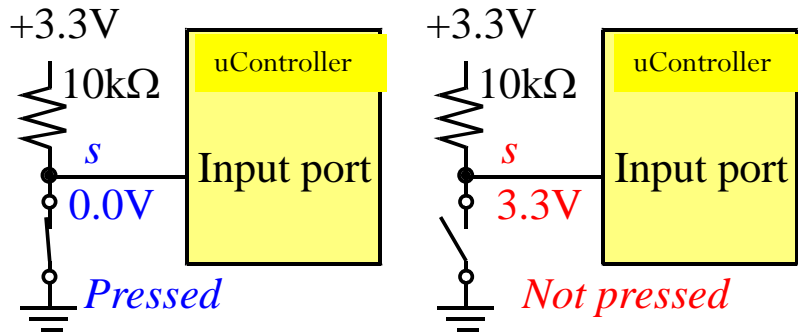 +3.3V
10kΩ
uController
s
Input port
0.0V
Pressed
+3.3V
10kΩ
uController
s
Input port
3.3V
Not pressed